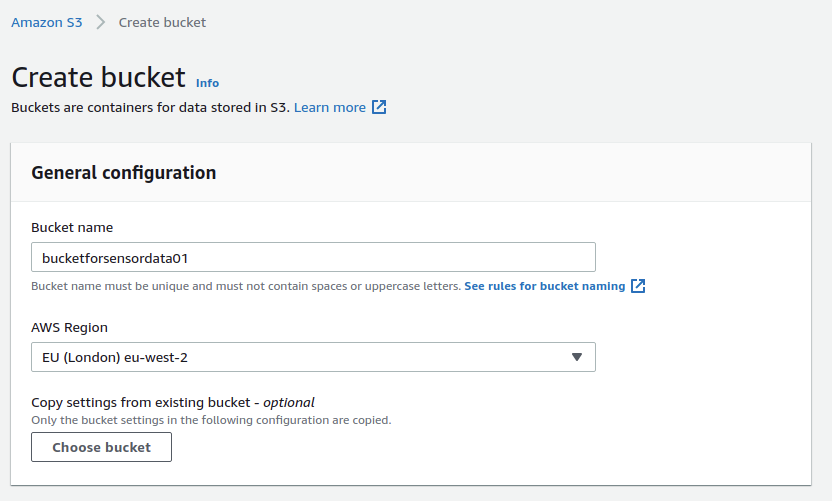 Amazon S3 > Create bucket
Create bucket Info
Buckets are containers for data stored in S3. Learn more
General configuration
Bucket name
bucketforsensordata01
Bucket name must be unique and must not contain spaces or uppercase letters. See rules for bucket naming
AWS Region
EU (London) eu-west-2
Copy settings from existing bucket - optional
Only the bucket settings in the following configuration are copied.
Choose bucket